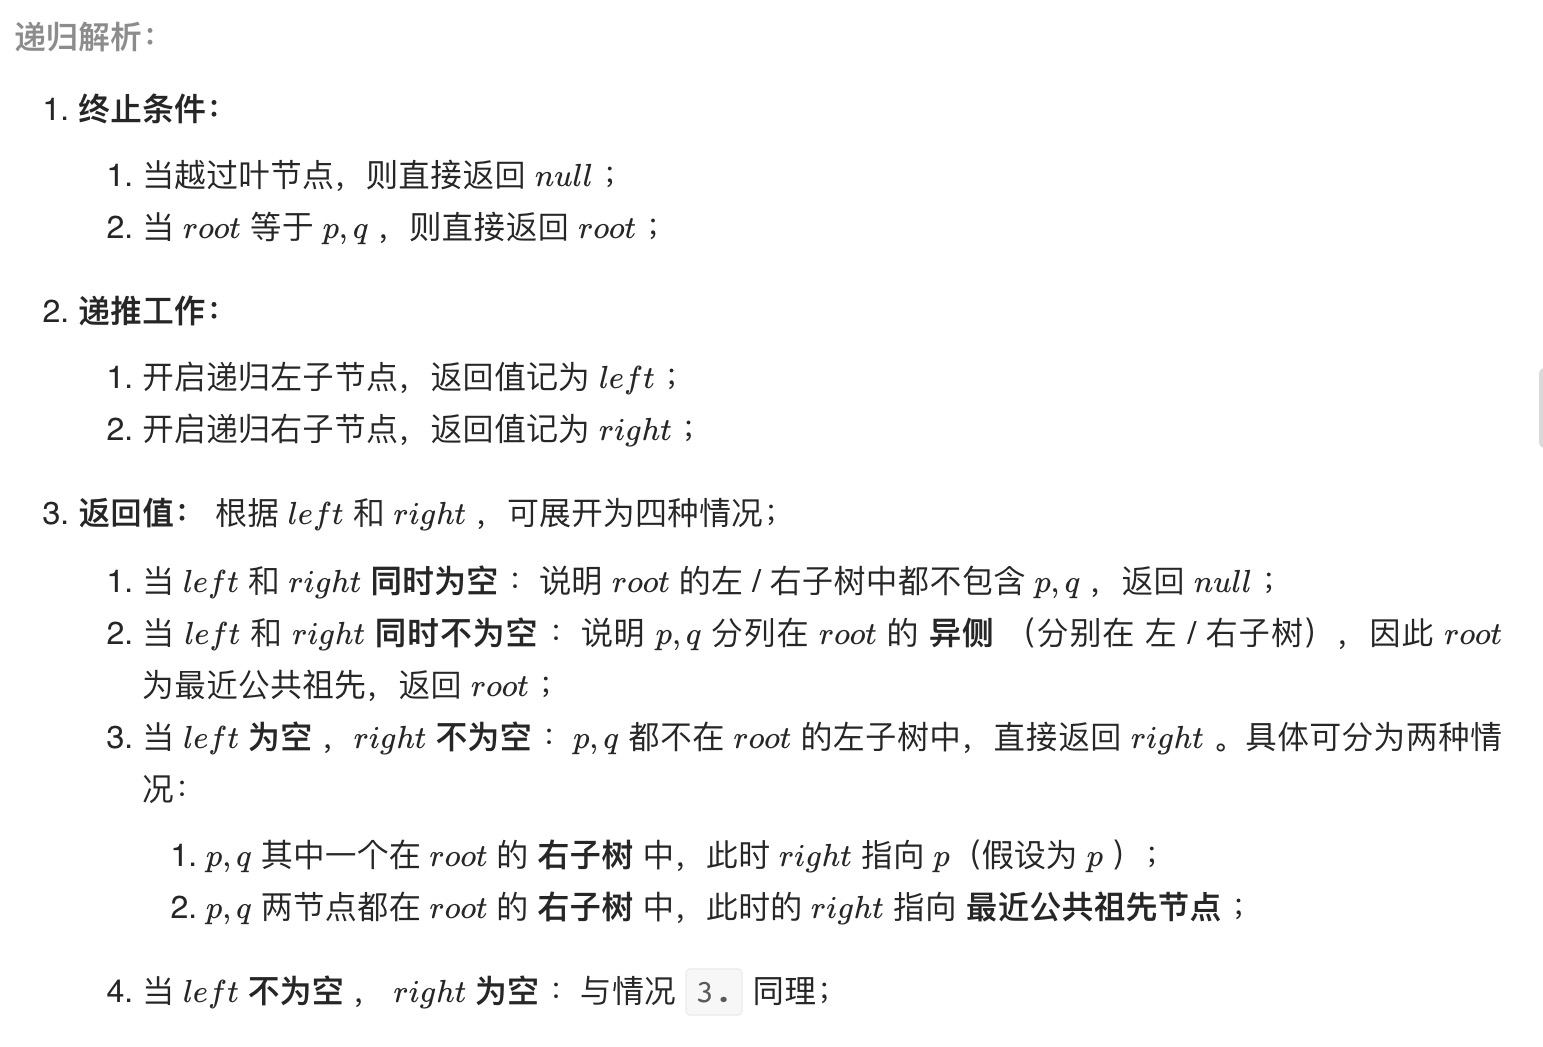 递归解析：
1. 终止条件：
1. 当越过叶节点，则直接返回 null ；
2. 当 root 等于 p, q ，则直接返回 root ；
2. 递推工作：
1. 开启递归左子节点，返回值记为 left ；
2. 开启递归右子节点，返回值记为 right ；
3. 返回值： 根据 left 和 right ，可展开为四种情况；
1. 当 left 和 right 同时为空 ：说明 root 的左 / 右子树中都不包含 p, q ，返回 null ；
2. 当 left 和 right 同时不为空 ：说明 p, q 分列在 root 的 异侧 （分别在 左 / 右子树），因此 root
为最近公共祖先，返回 root ；
3. 当 left 为空 ，right 不为空 ：p, q 都不在 root 的左子树中，直接返回 right 。具体可分为两种情
况：
1. p, q 其中一个在 root 的 右子树 中，此时 right 指向 p（假设为 p ）；
2. p, q 两节点都在 root 的 右子树 中，此时的 right 指向 最近公共祖先节点 ；
4. 当 left 不为空 ， right 为空 ：与情况 3. 同理；